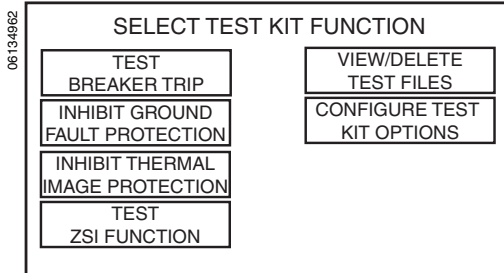 06134962
SELECT TEST KIT FUNCTION
TEST
BREAKER TRIP
INHIBIT GROUND
FAULT PROTECTION
INHIBIT THERMAL
IMAGE PROTECTION
TEST
ZSI FUNCTION
VIEW/DELETE
TEST FILES
CONFIGURE TEST
KIT OPTIONS